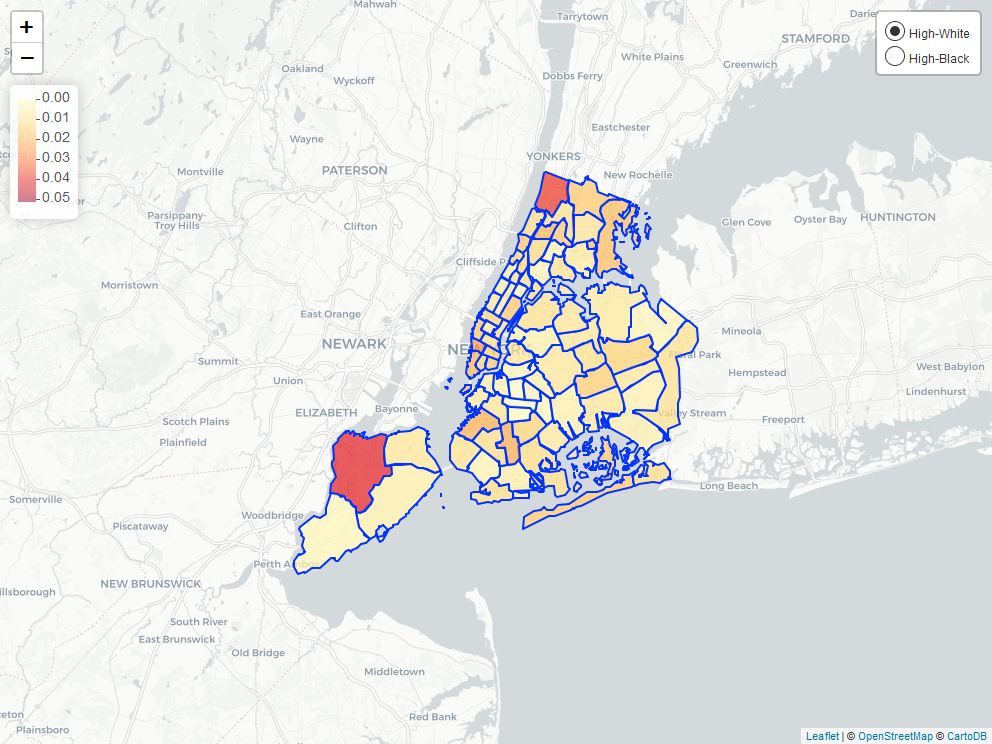 Mahwah
Tarrytown
Darie
+
−
STAMFORD
High-White
High-Black
Oakland
Wyckoff
White Plains
Greenwich
Dobbs Ferry
0.00
0.01
0.02
0.03
0.04
0.05
Eastchester
Wayne
YONKERS
PATERSON
Montville
New Rochelle
Parsippany-
Troy Hills
Clifton
Glen Cove
Oyster Bay
HUNTINGTON
Cliffside P
Morristown
East Orange
NEWARK
NE
Mineola
Summit
Floral Park
Hempstead
West Babylon
Union
Lindenhurst
ELIZABETH
Bayonne
Scotch Plains
Valley Stream
Freeport
Plainfield
Long Beach
Somerville
Woodbridge
Piscataway
Perth Amboy
NEW BRUNSWICK
illsborough
South River
East Brunswick
Old Bridge
Middletown
Red Bank
ceton
Plainsboro
Leaflet | © OpenStreetMap © CartoDB